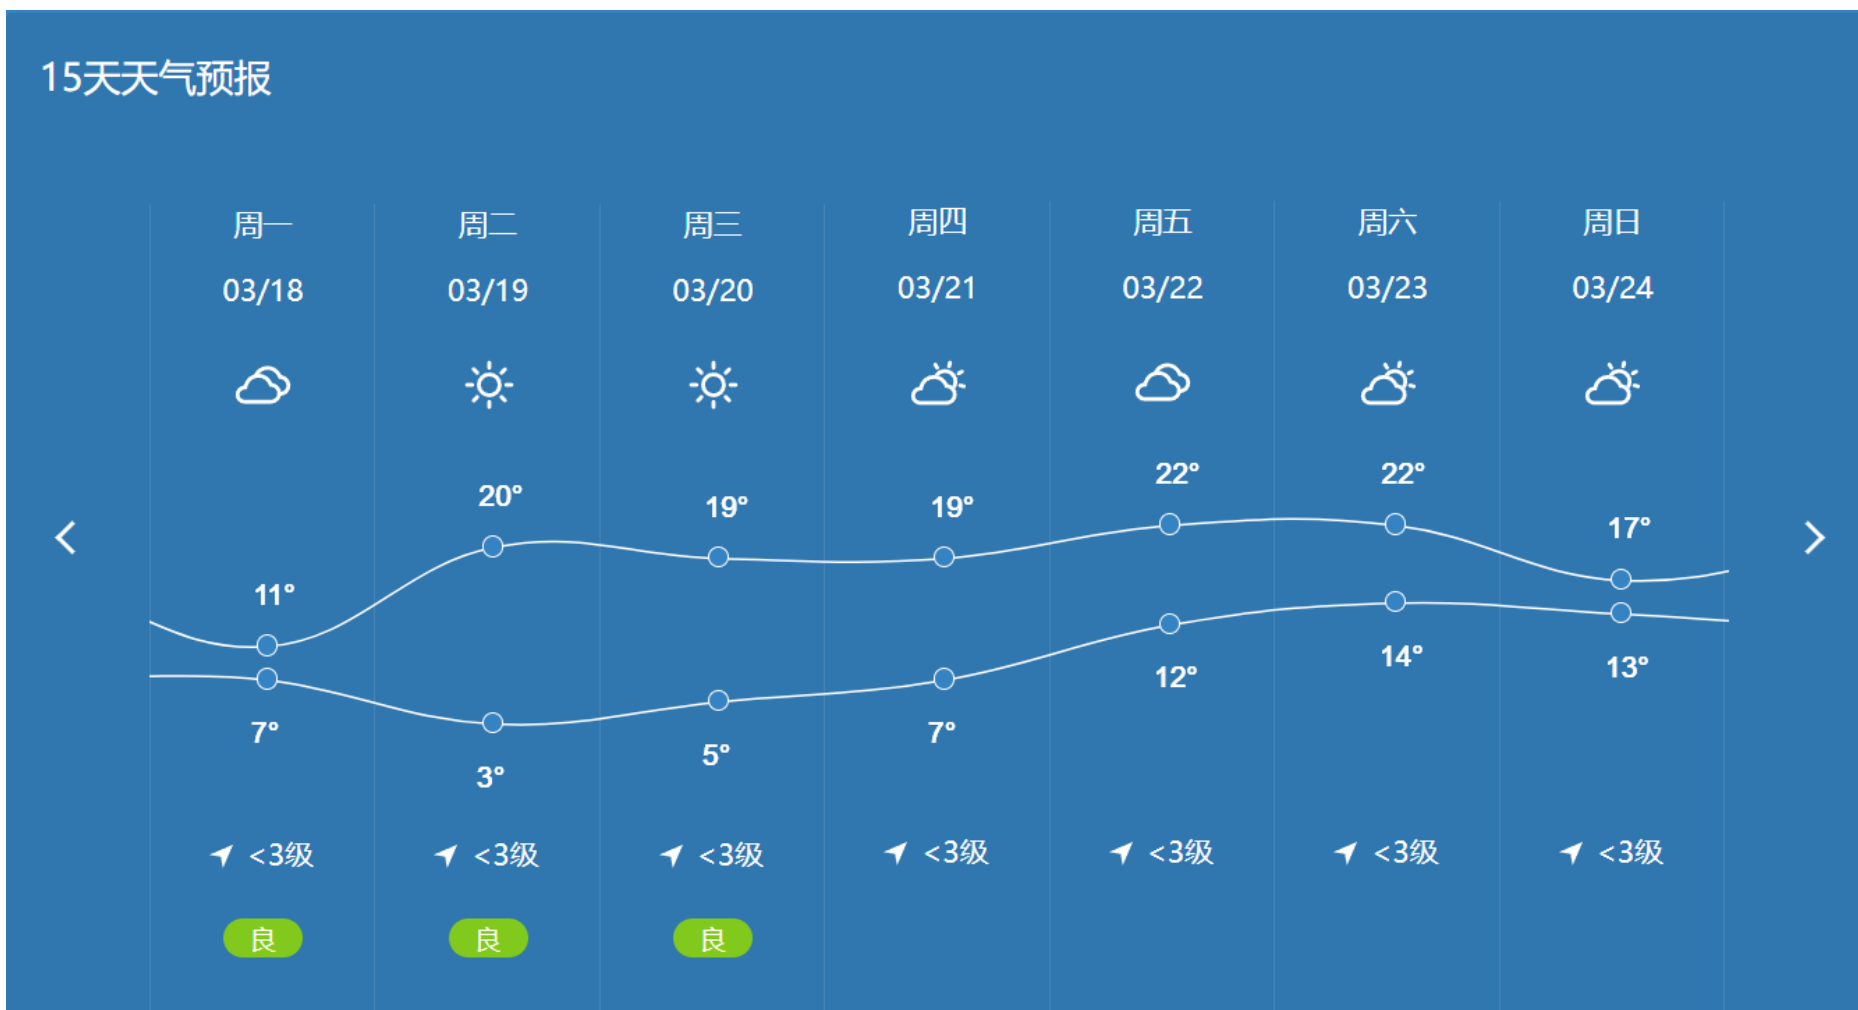 15天天气预报
周一 周二 周三 周四 周五 周六 周日
03/18 03/19 03/20 03/21 03/22 03/23 03/24
11° 20° 19° 19° 22° 22° 17°
7° 3° 5° 7° 12° 14° 13°
<3级 <3级 <3级 <3级 <3级 <3级 <3级
良 良 良